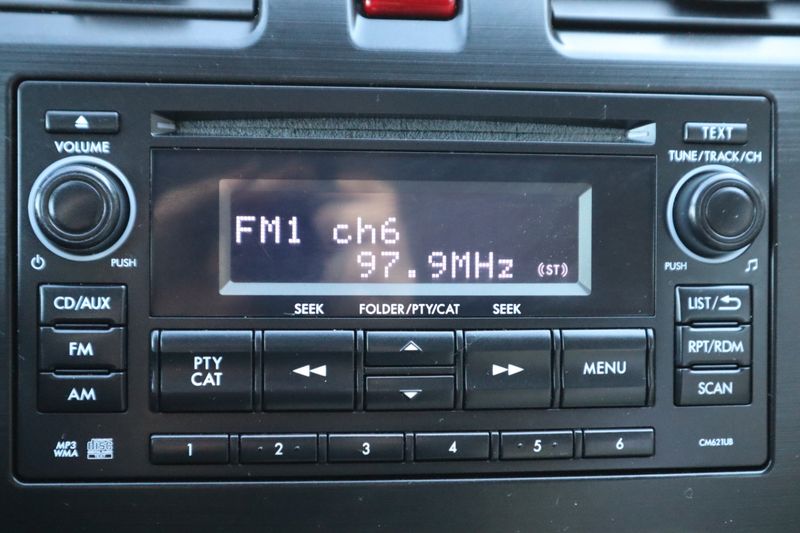 TEXT
VOLUME
TUNE/TRACK/CH
FM1 ch6
97.9MHz ((ST))
PUSH
PUSH
SEEK FOLDER/PTY/CAT SEEK
CD/AUX
LIST/
FM
PTY
CAT
MENU
RPT/RDM
AM
SCAN
MP3
WMA
disc
1 2 3 4 5 6
CM621UB